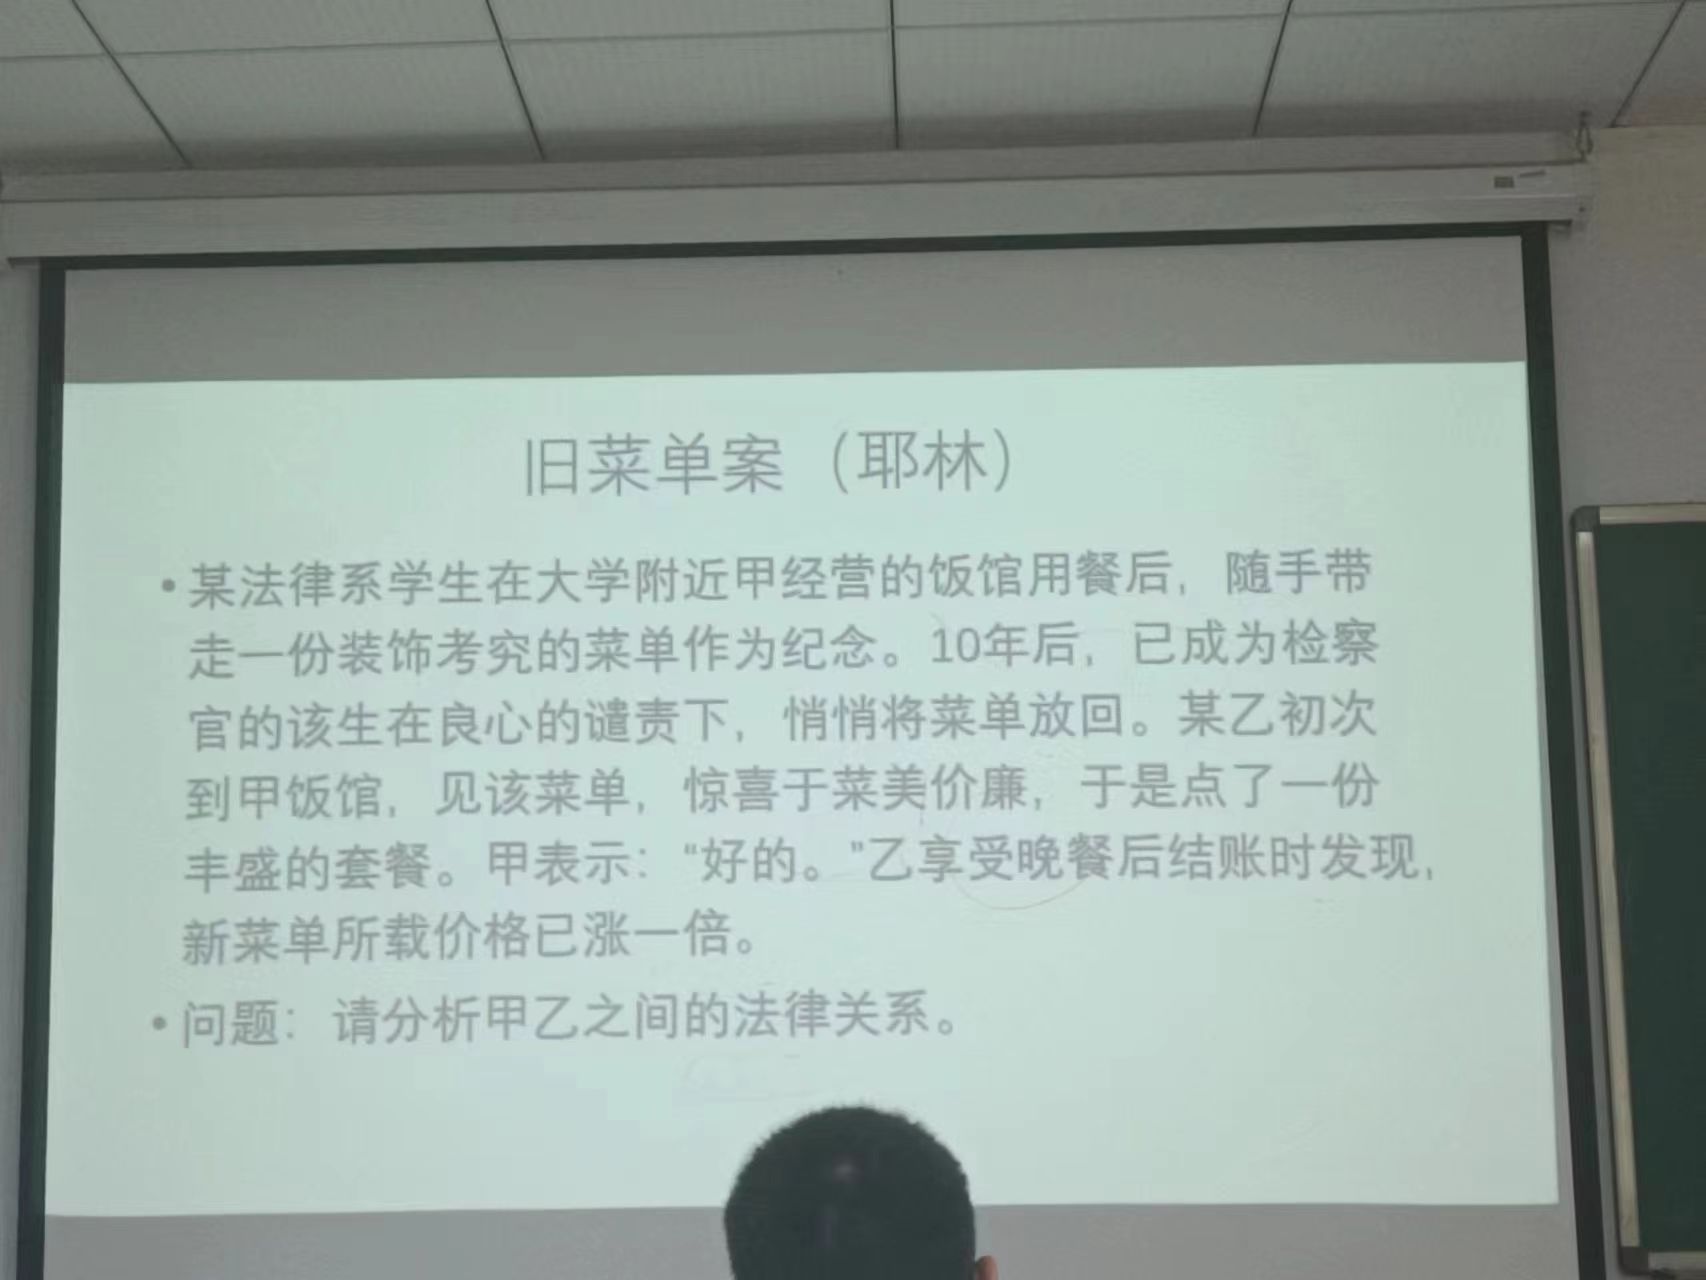 旧菜单案（耶林）
•某法律系学生在大学附近甲经营的饭馆用餐后，随手带
走一份装饰考究的菜单作为纪念。10年后，已成为检察
官的该生在良心的谴责下，悄悄将菜单放回。某乙初次
到甲饭馆，见该菜单，惊喜于菜美价廉，于是点了一份
丰盛的套餐。甲表示：“好的。”乙享受晚餐后结账时发现，
新菜单所载价格已涨一倍。
•问题：请分析甲乙之间的法律关系。